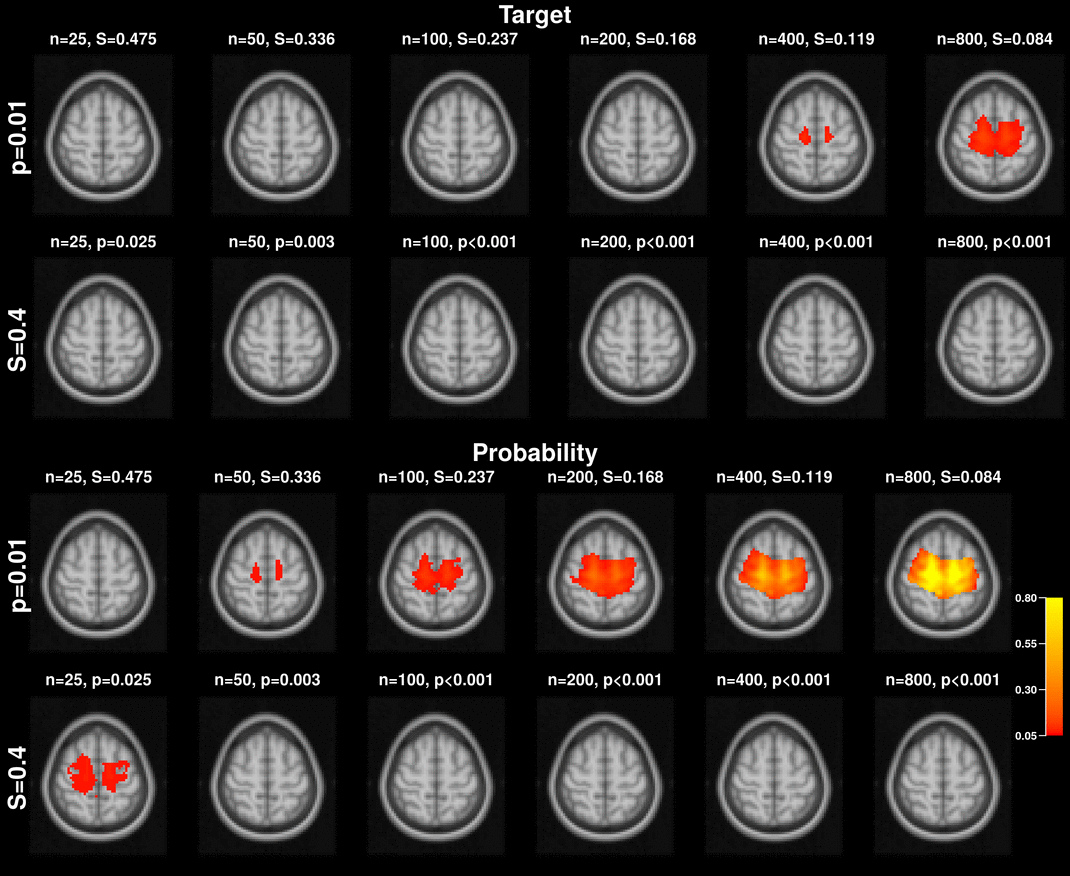 Target
n=25, S=0.475 n=50, S=0.336 n=100, S=0.237 n=200, S=0.168 n=400, S=0.119 n=800, S=0.084
p=0.01
n=25, p=0.025 n=50, p=0.003 n=100, p<0.001 n=200, p<0.001 n=400, p<0.001 n=800, p<0.001
S=0.4
Probability
n=25, S=0.475 n=50, S=0.336 n=100, S=0.237 n=200, S=0.168 n=400, S=0.119 n=800, S=0.084
p=0.01
0.80
0.55
0.30
0.05
n=25, p=0.025 n=50, p=0.003 n=100, p<0.001 n=200, p<0.001 n=400, p<0.001 n=800, p<0.001
S=0.4